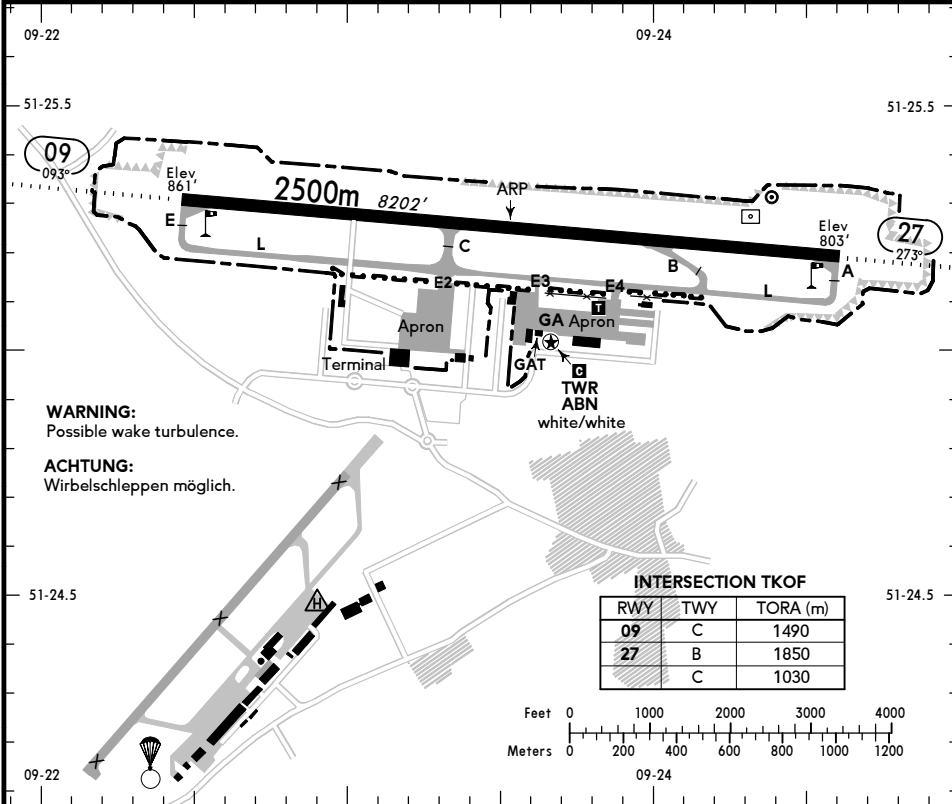 09-22
09-24
51-25.5
51-25.5
09
093°
Elev
861'
2500m 8202'
ARP
Elev
803'
27
273°
E
L
C
B
A
L
E2
E3
E4
T
Apron
GA Apron
Terminal
GAT
C
TWR
ABN
white/white
WARNING:
Possible wake turbulence.
ACHTUNG:
Wirbelschleppen möglich.
H
51-24.5
51-24.5
INTERSECTION TKOF
RWY TWY TORA (m)
09 C 1490
27 B 1850
C 1030
Feet 0 1000 2000 3000 4000
Meters 0 200 400 600 800 1000 1200
09-22
09-24